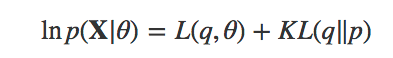 ln p(𝐗|θ) = L(q, θ) + KL(q||p)